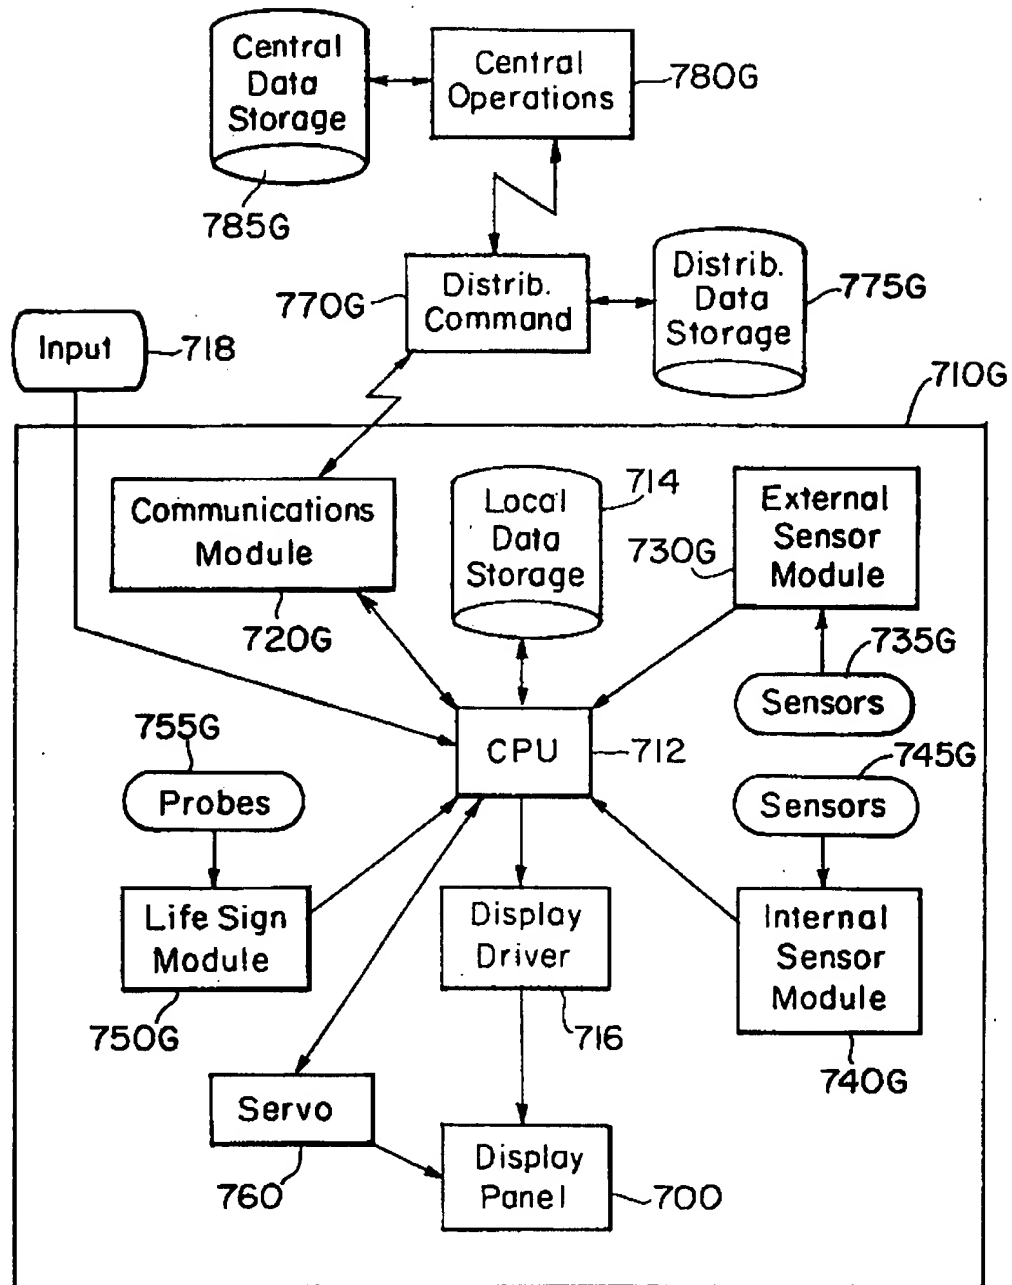 Central
Data
Storage
785G
Central
Operations
780G
770G
Distrib.
Command
Distrib.
Data
Storage
775G
Input
718
710G
Communications
Module
720G
Local
Data
Storage
714
730G
External
Sensor
Module
735G
Sensors
CPU
712
755G
Probes
745G
Sensors
Life Sign
Module
750G
Display
Driver
716
Internal
Sensor
Module
740G
Servo
760
Display
Panel
700